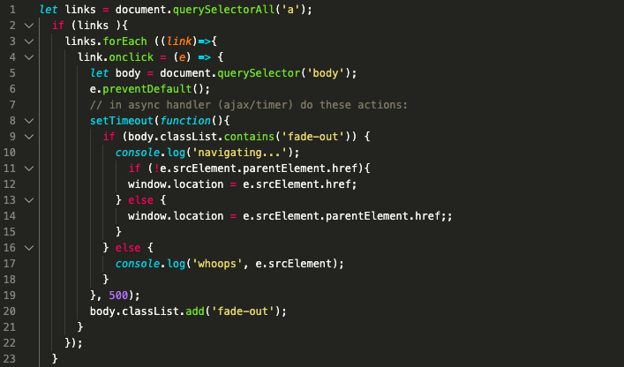 1 let links = document.querySelectorAll('a');
2 if (links ){
3 links.forEach ((link)=>{
4 link.onclick = (e) => {
5 let body = document.querySelector('body');
6 e.preventDefault();
7 // in async handler (ajax/timer) do these actions:
8 setTimeout(function(){
9 if (body.classList.contains('fade-out')) {
10 console.log('navigating...');
11 if (!e.srcElement.parentElement.href){
12 window.location = e.srcElement.href;
13 } else {
14 window.location = e.srcElement.parentElement.href;;
15 }
16 } else {
17 console.log('whoops', e.srcElement);
18 }
19 }, 500);
20 body.classList.add('fade-out');
21 }
22 });
23 }